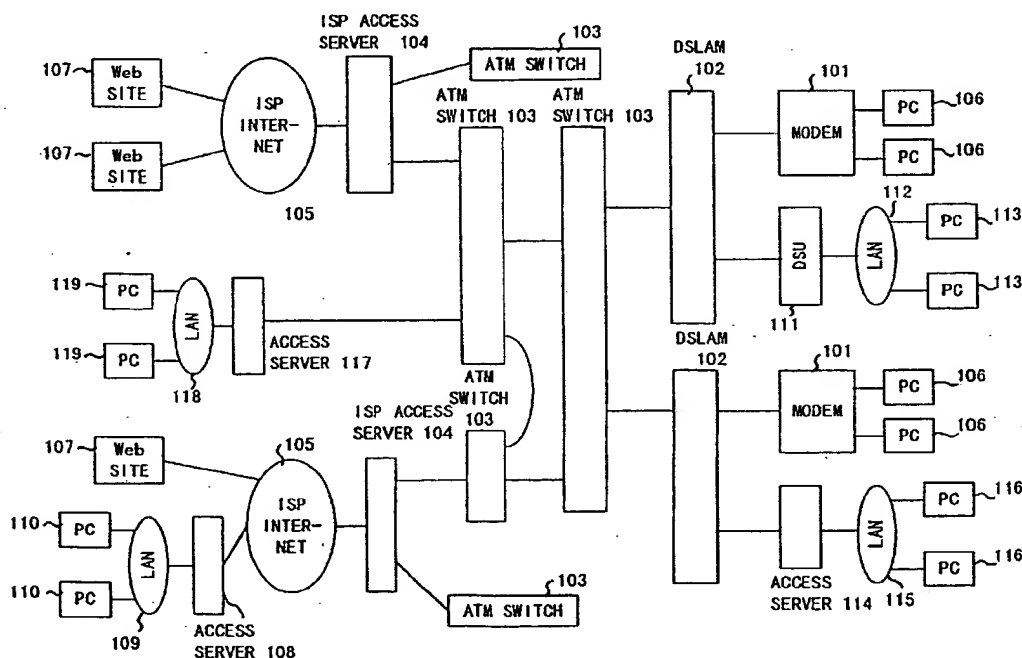 ISP ACCESS
SERVER 104
103
ATM SWITCH
DSLAM
102
101
MODEM
PC
106
PC
106
107
Web
SITE
107
Web
SITE
ISP
INTER-
NET
105
ATM
SWITCH 103
ATM
SWITCH 103
112
LAN
DSU
111
PC
113
PC
113
119
PC
119
PC
LAN
118
ACCESS
SERVER 117
ATM
SWITCH
103
DSLAM
102
101
MODEM
PC
106
PC
106
ISP ACCESS
SERVER 104
107
Web
SITE
105
ISP
INTER-
NET
110
PC
110
PC
LAN
109
ACCESS
SERVER 108
103
ATM SWITCH
ACCESS
SERVER 114
LAN
115
PC
116
PC
116